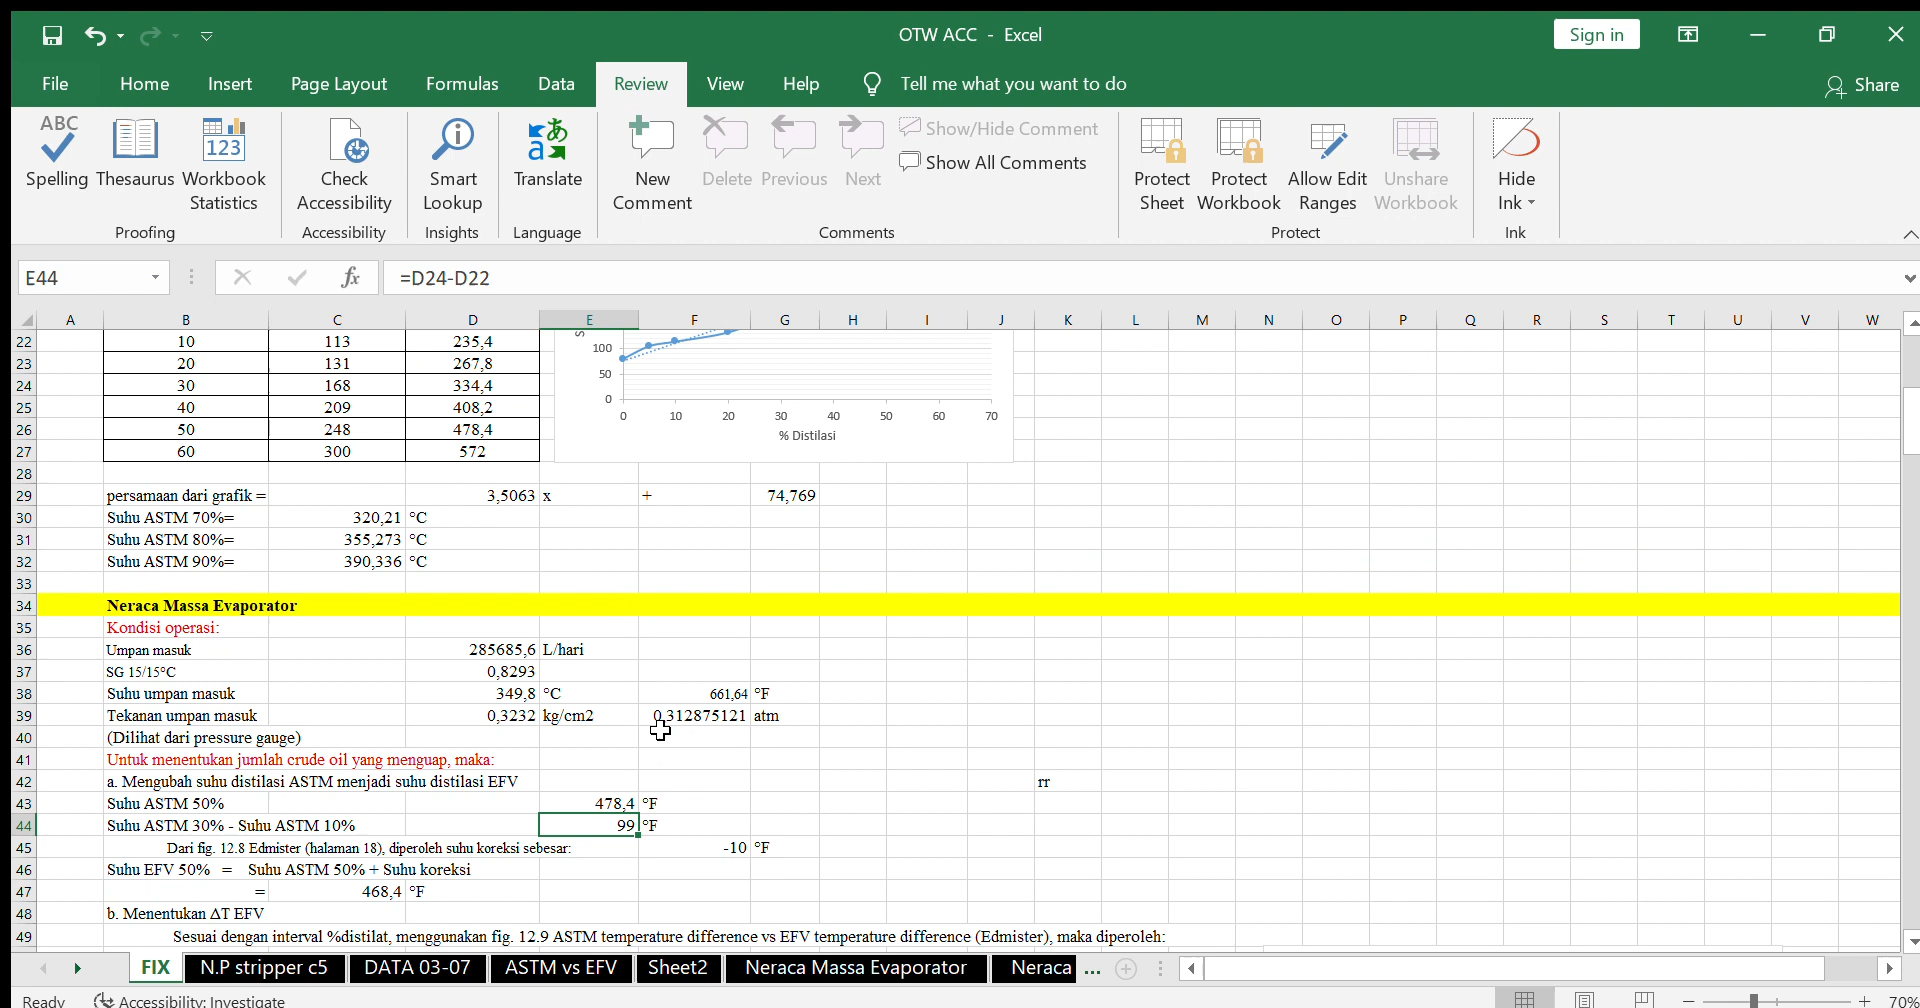 OTW ACC - Excel
Sign in
File Home Insert Page Layout Formulas Data Review View Help Tell me what you want to do Share
ABC
123
Spelling Thesaurus Workbook Statistics
Check Accessibility
Smart Lookup
Translate
New Comment
Delete Previous Next
Show/Hide Comment
Show All Comments
Protect Sheet
Protect Workbook
Allow Edit Ranges
Unshare Workbook
Hide Ink
Proofing Accessibility Insights Language Comments Protect Ink
E44 fx =D24-D22
A B C D E F G H I J K L M N O P Q R S T U V W
22 10 113 235,4
23 20 131 267,8
24 30 168 334,4
25 40 209 408,2
26 50 248 478,4
27 60 300 572
100
50
0
0 10 20 30 40 50 60 70
% Distilasi
28
29 persamaan dari grafik = 3,5063 x + 74,769
30 Suhu ASTM 70%= 320,21 °C
31 Suhu ASTM 80%= 355,273 °C
32 Suhu ASTM 90%= 390,336 °C
33
34 Neraca Massa Evaporator
35 Kondisi operasi:
36 Umpan masuk 285685,6 L/hari
37 SG 15/15°C 0,8293
38 Suhu umpan masuk 349,8 °C 661,64 °F
39 Tekanan umpan masuk 0,3232 kg/cm2 0,312875121 atm
40 (Dilihat dari pressure gauge)
41 Untuk menentukan jumlah crude oil yang menguap, maka:
42 a. Mengubah suhu distilasi ASTM menjadi suhu distilasi EFV rr
43 Suhu ASTM 50% 478,4 °F
44 Suhu ASTM 30% - Suhu ASTM 10% 99 °F
45 Dari fig. 12.8 Edmister (halaman 18), diperoleh suhu koreksi sebesar: -10 °F
46 Suhu EFV 50% = Suhu ASTM 50% + Suhu koreksi
47 = 468,4 °F
48 b. Menentukan ΔT EFV
49 Sesuai dengan interval %distilat, menggunakan fig. 12.9 ASTM temperature difference vs EFV temperature difference (Edmister), maka diperoleh:
FIX N.P stripper c5 DATA 03-07 ASTM vs EFV Sheet2 Neraca Massa Evaporator Neraca ...
Ready Accessibility: Investigate 70%